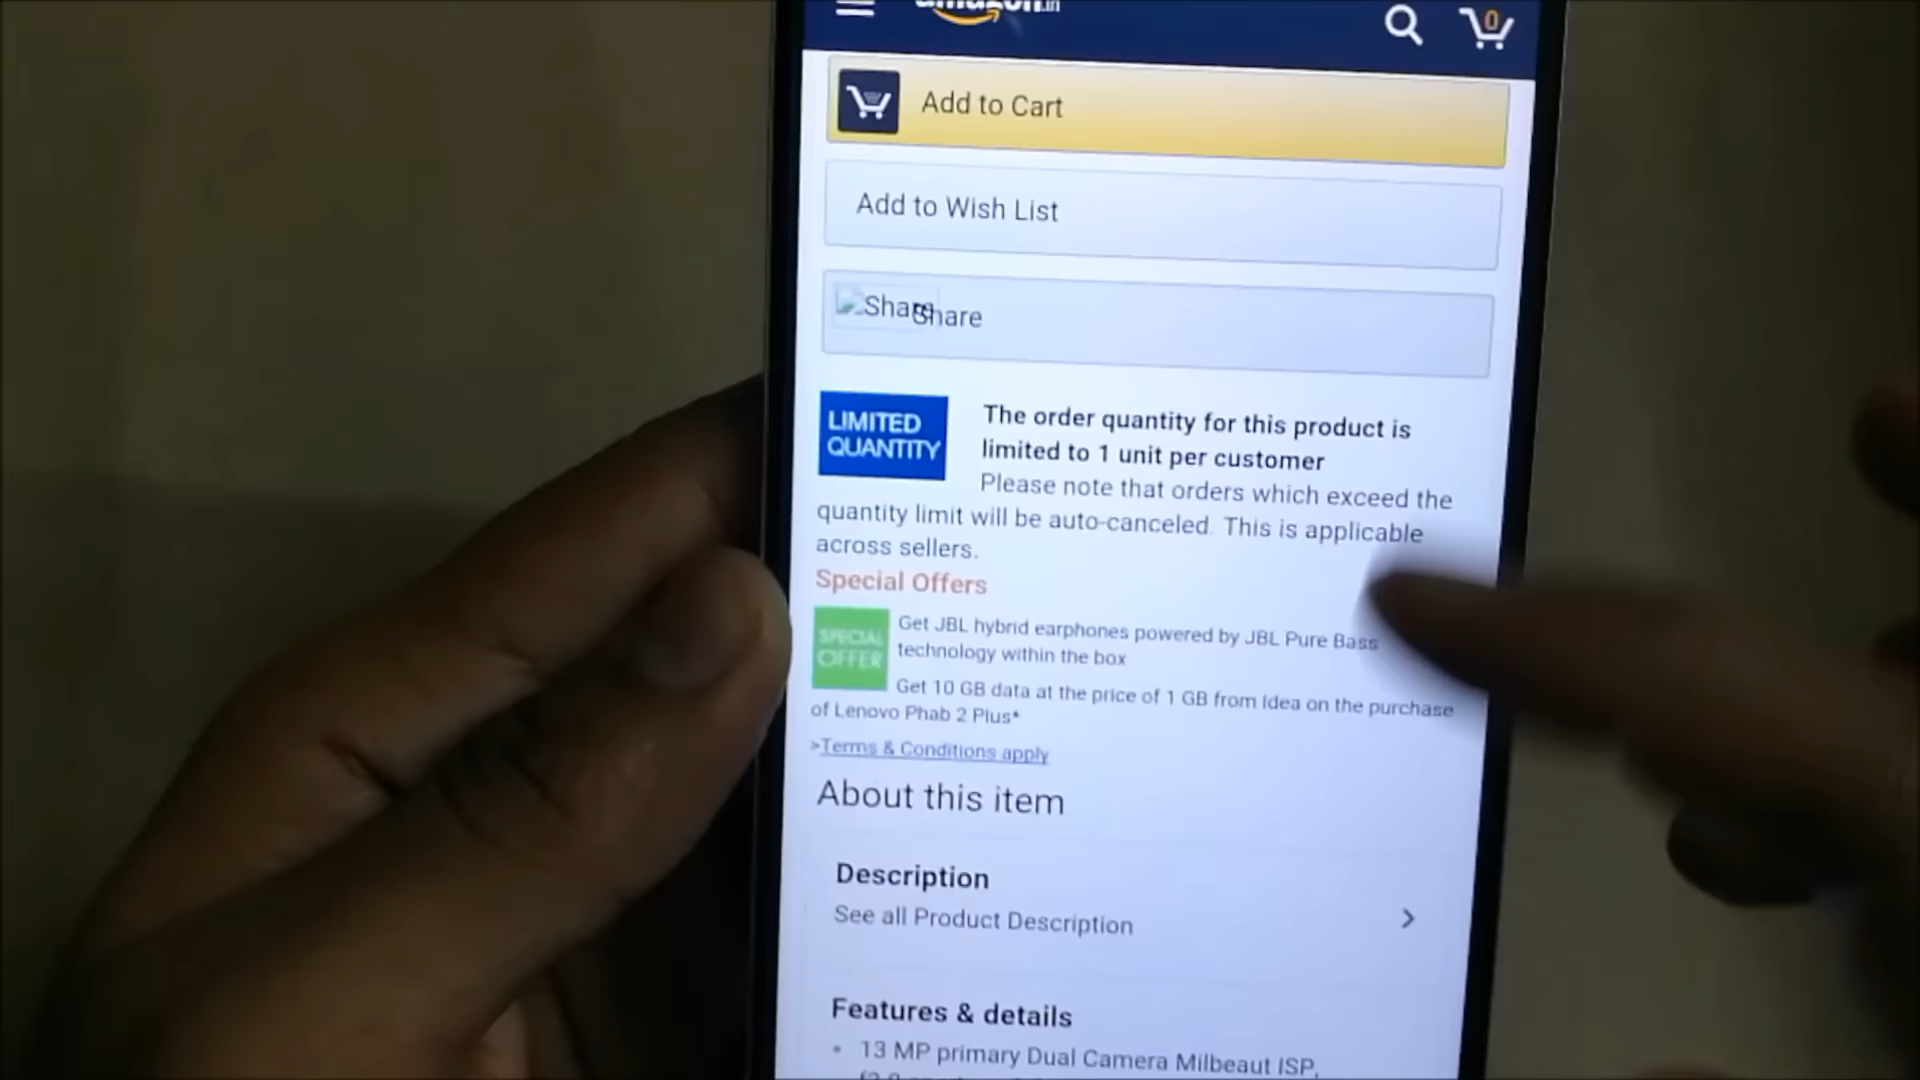 amazon.in
0
Add to Cart
Add to Wish List
Share
Share
LIMITED
QUANTITY
The order quantity for this product is
limited to 1 unit per customer
Please note that orders which exceed the
quantity limit will be auto-canceled. This is applicable
across sellers.
Special Offers
SPECIAL
OFFER
Get JBL hybrid earphones powered by JBL Pure Bass
technology within the box
Get 10 GB data at the price of 1 GB from Idea on the purchase
of Lenovo Phab 2 Plus*
>Terms & Conditions apply
About this item
Description
See all Product Description
Features & details
• 13 MP primary Dual Camera Milbeaut ISP,